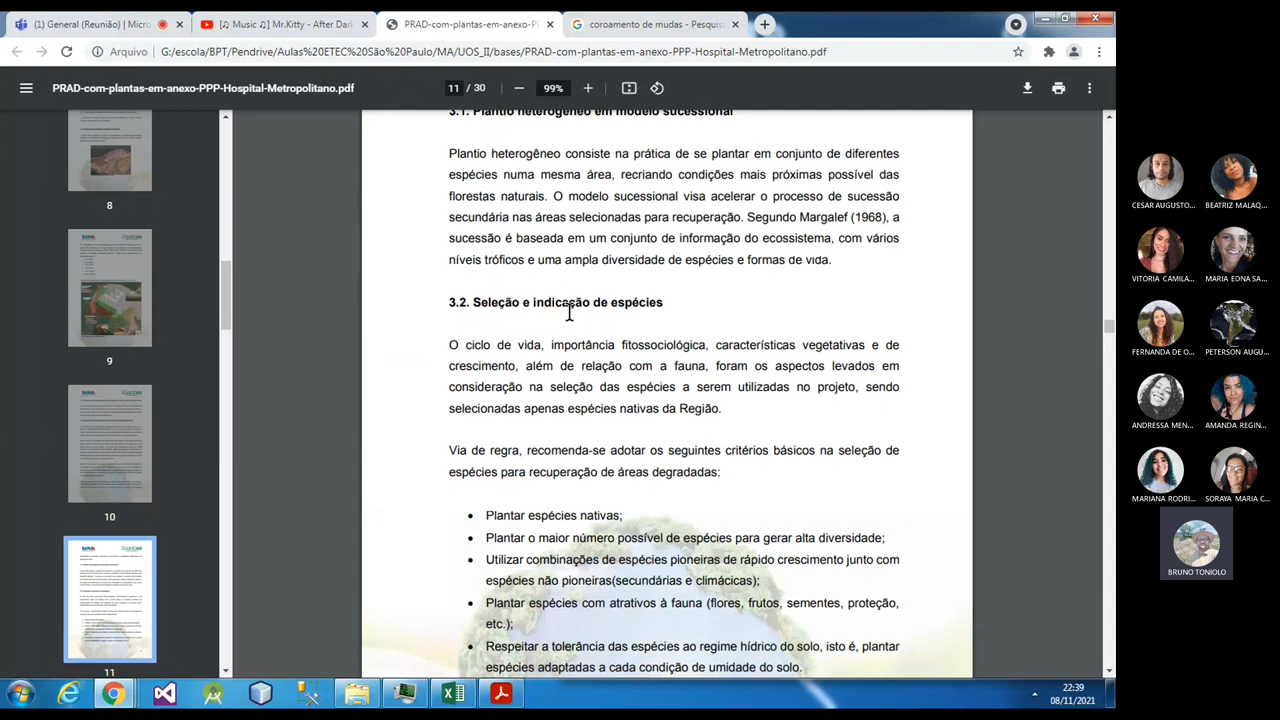 (1) General (Reunião) | Micro
[♫ Music ♫] Mr.Kitty - After Dar
PRAD-com-plantas-em-anexo-PP
coroamento de mudas - Pesquis
Arquivo
G:/escola/BPT/Pendrive/Aulas%20ETEC%20São%20Paulo/MA/UOS_II/bases/PRAD-com-plantas-em-anexo-PPP-Hospital-Metropolitano.pdf
PRAD-com-plantas-em-anexo-PPP-Hospital-Metropolitano.pdf
11 / 30
99%
8
9
10
11
3.1. Plantio heterogêneo em modelo sucessional
Plantio heterogêneo consiste na prática de se plantar em conjunto de diferentes
espécies numa mesma área, recriando condições mais próximas possível das
florestas naturais. O modelo sucessional visa acelerar o processo de sucessão
secundária nas áreas selecionadas para recuperação. Segundo Margalef (1968), a
sucessão é baseada em um conjunto de informação do ecossistema, com vários
níveis tróficos e uma ampla diversidade de espécies e formas de vida.
3.2. Seleção e indicação de espécies
O ciclo de vida, importância fitossociológica, características vegetativas e de
crescimento, além de relação com a fauna, foram os aspectos levados em
consideração na seleção das espécies a serem utilizadas no projeto, sendo
selecionadas apenas espécies nativas da Região.
Via de regra, recomenda-se adotar os seguintes critérios básicos na seleção de
espécies para recuperação de áreas degradadas:
• Plantar espécies nativas;
• Plantar o maior número possível de espécies para gerar alta diversidade;
• Utilizar combinações de espécies pioneiras de rápido crescimento junto com
espécies não pioneiras(secundárias e climácicas);
• Plantar espécies com atrativos à fauna (flores, frutos, sementes, proteção,
etc.);
• Respeitar a tolerância das espécies ao regime hídrico do solo, isto é, plantar
espécies adaptadas a cada condição de umidade do solo.
CESAR AUGUSTO
BEATRIZ MALAQ...
VITORIA CAMILA...
MARIA EDNA SA...
FERNANDA DE O...
PETERSON AUGU...
ANDRESSA MEN...
AMANDA REGIN...
MARIANA RODRI...
SORAYA MARIA C...
BRUNO TONIOLO
22:39
08/11/2021